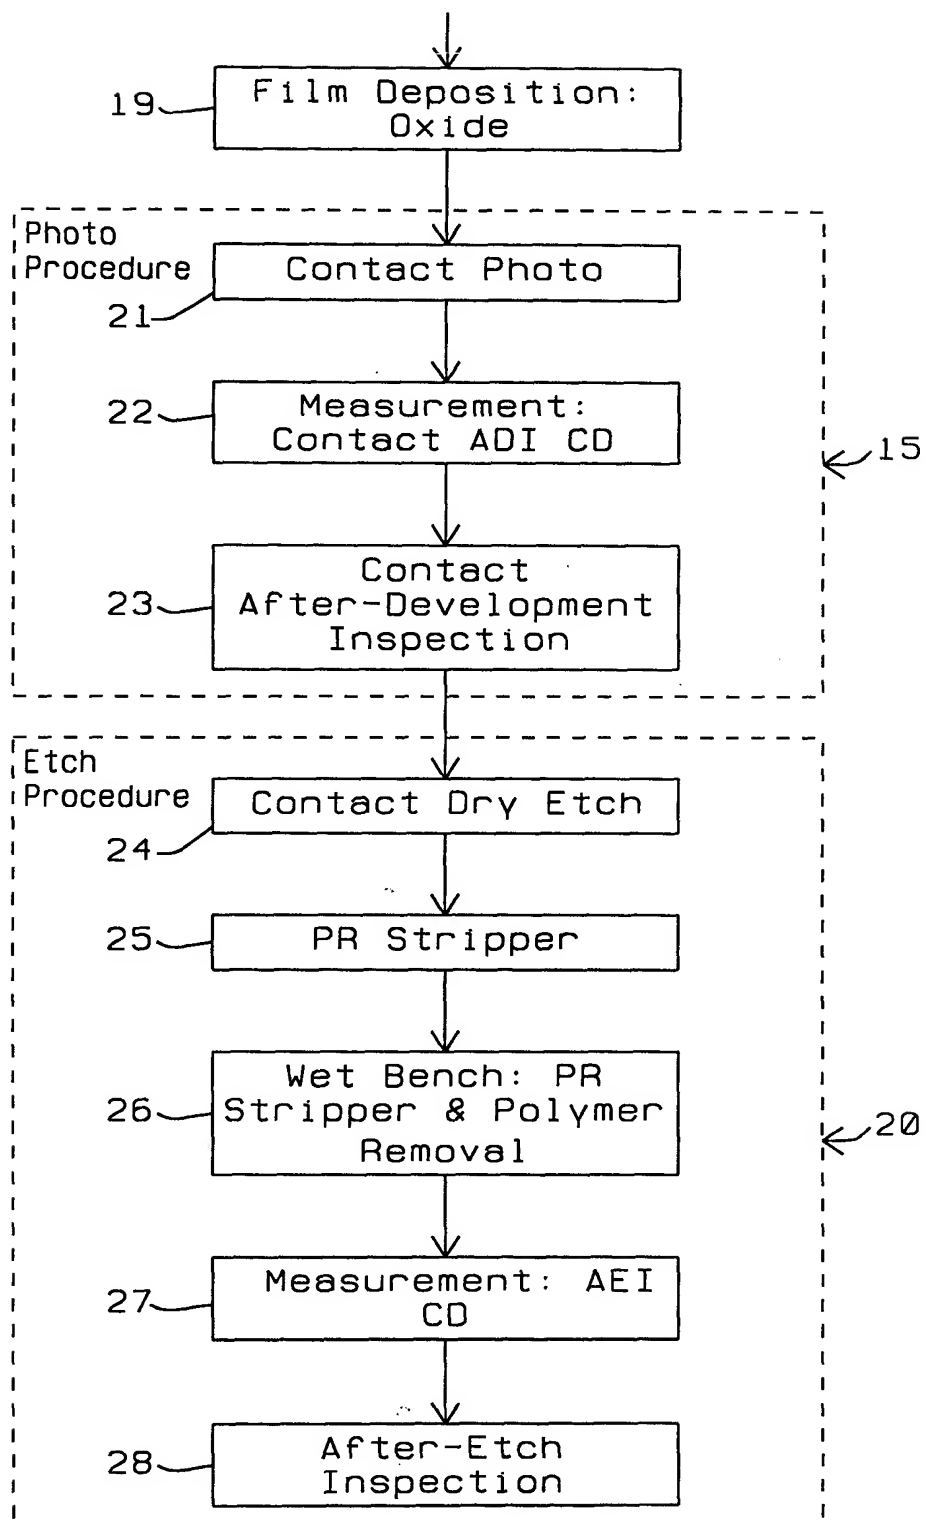 19
Film Deposition:
Oxide
Photo
Procedure
21
Contact Photo
22
Measurement:
Contact ADI CD
15
23
Contact
After-Development
Inspection
Etch
Procedure
24
Contact Dry Etch
25
PR Stripper
26
Wet Bench: PR
Stripper & Polymer
Removal
20
27
Measurement: AEI
CD
28
After-Etch
Inspection